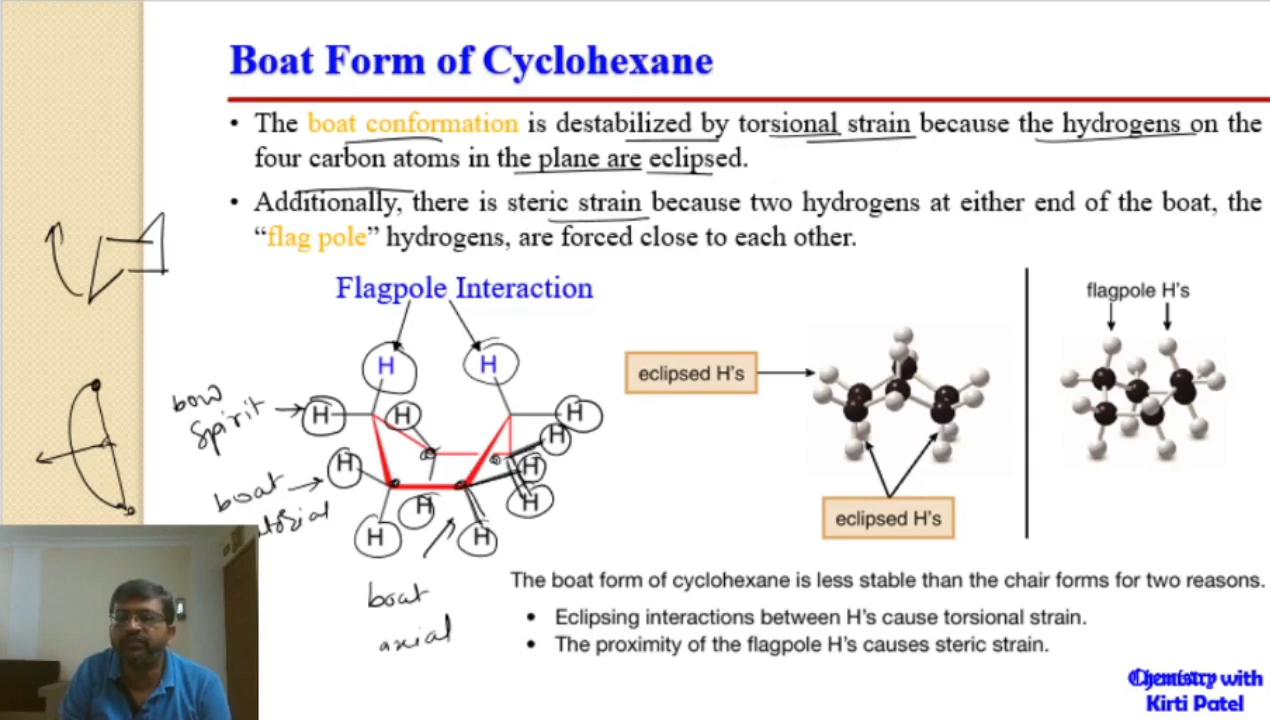 Boat Form of Cyclohexane
• The boat conformation is destabilized by torsional strain because the hydrogens on the
four carbon atoms in the plane are eclipsed.
• Additionally, there is steric strain because two hydrogens at either end of the boat, the
“flag pole” hydrogens, are forced close to each other.
Flagpole Interaction
H H
bow
spirit
H H H
H
H H
boat
H H
H H
boat
axial
eclipsed H's
eclipsed H's
flagpole H's
The boat form of cyclohexane is less stable than the chair forms for two reasons.
• Eclipsing interactions between H's cause torsional strain.
• The proximity of the flagpole H's causes steric strain.
Chemistry with
Kirti Patel